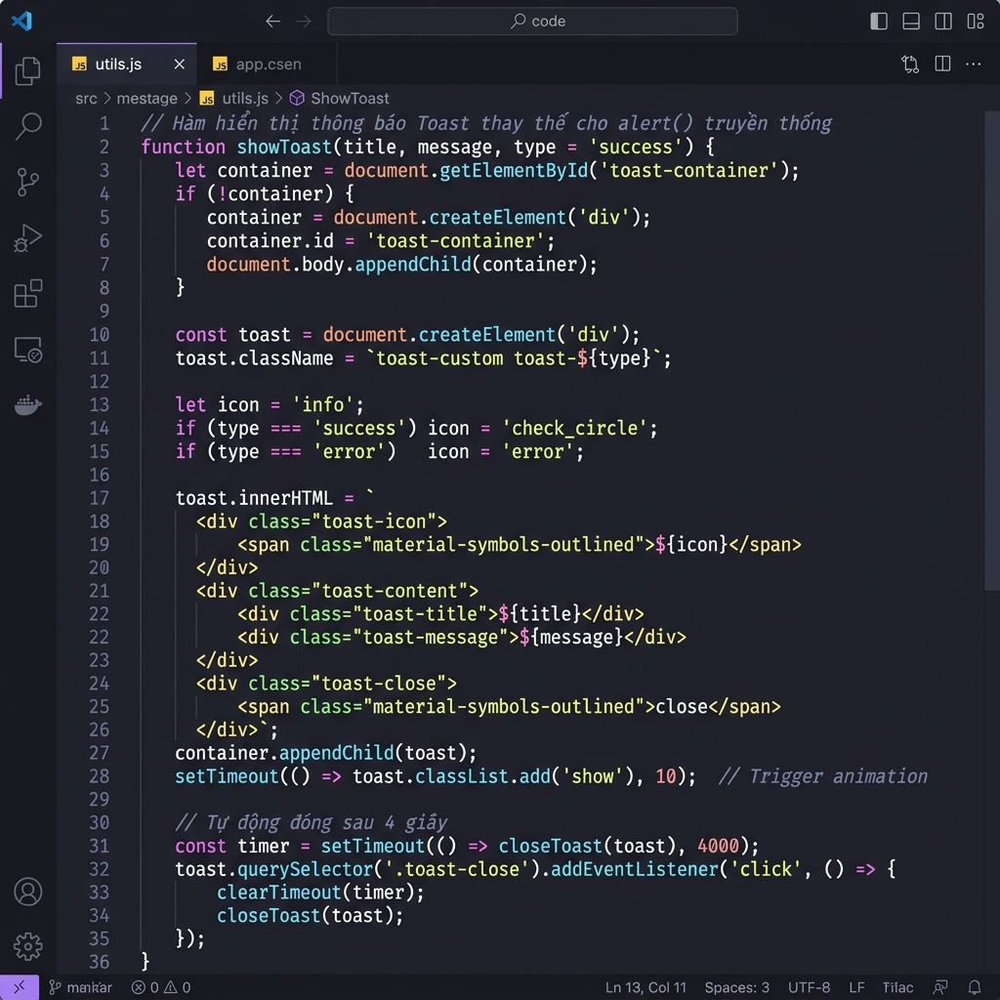 code
utils.js
app.csen
src > mestage > utils.js > ShowToast
1 // Hàm hiển thị thông báo Toast thay thế cho alert() truyền thống
2 function showToast(title, message, type = 'success') {
3 let container = document.getElementById('toast-container');
4 if (!container) {
5 container = document.createElement('div');
6 container.id = 'toast-container';
7 document.body.appendChild(container);
8 }
9
10 const toast = document.createElement('div');
11 toast.className = `toast-custom toast-${type}`;
12
13 let icon = 'info';
14 if (type === 'success') icon = 'check_circle';
15 if (type === 'error')   icon = 'error';
16
17 toast.innerHTML = `
18 <div class="toast-icon">
19 <span class="material-symbols-outlined">${icon}</span>
20 </div>
21 <div class="toast-content">
22 <div class="toast-title">${title}</div>
22 <div class="toast-message">${message}</div>
23 </div>
24 <div class="toast-close">
25 <span class="material-symbols-outlined">close</span>
26 </div>`;
27 container.appendChild(toast);
28 setTimeout(() => toast.classList.add('show'), 10);  // Trigger animation
29
30 // Tự động đóng sau 4 giây
31 const timer = setTimeout(() => closeToast(toast), 4000);
32 toast.querySelector('.toast-close').addEventListener('click', () => {
33 clearTimeout(timer);
34 closeToast(toast);
35 });
36 }
0 0 Ln 13, Col 11 Spaces: 3 UTF-8 LF